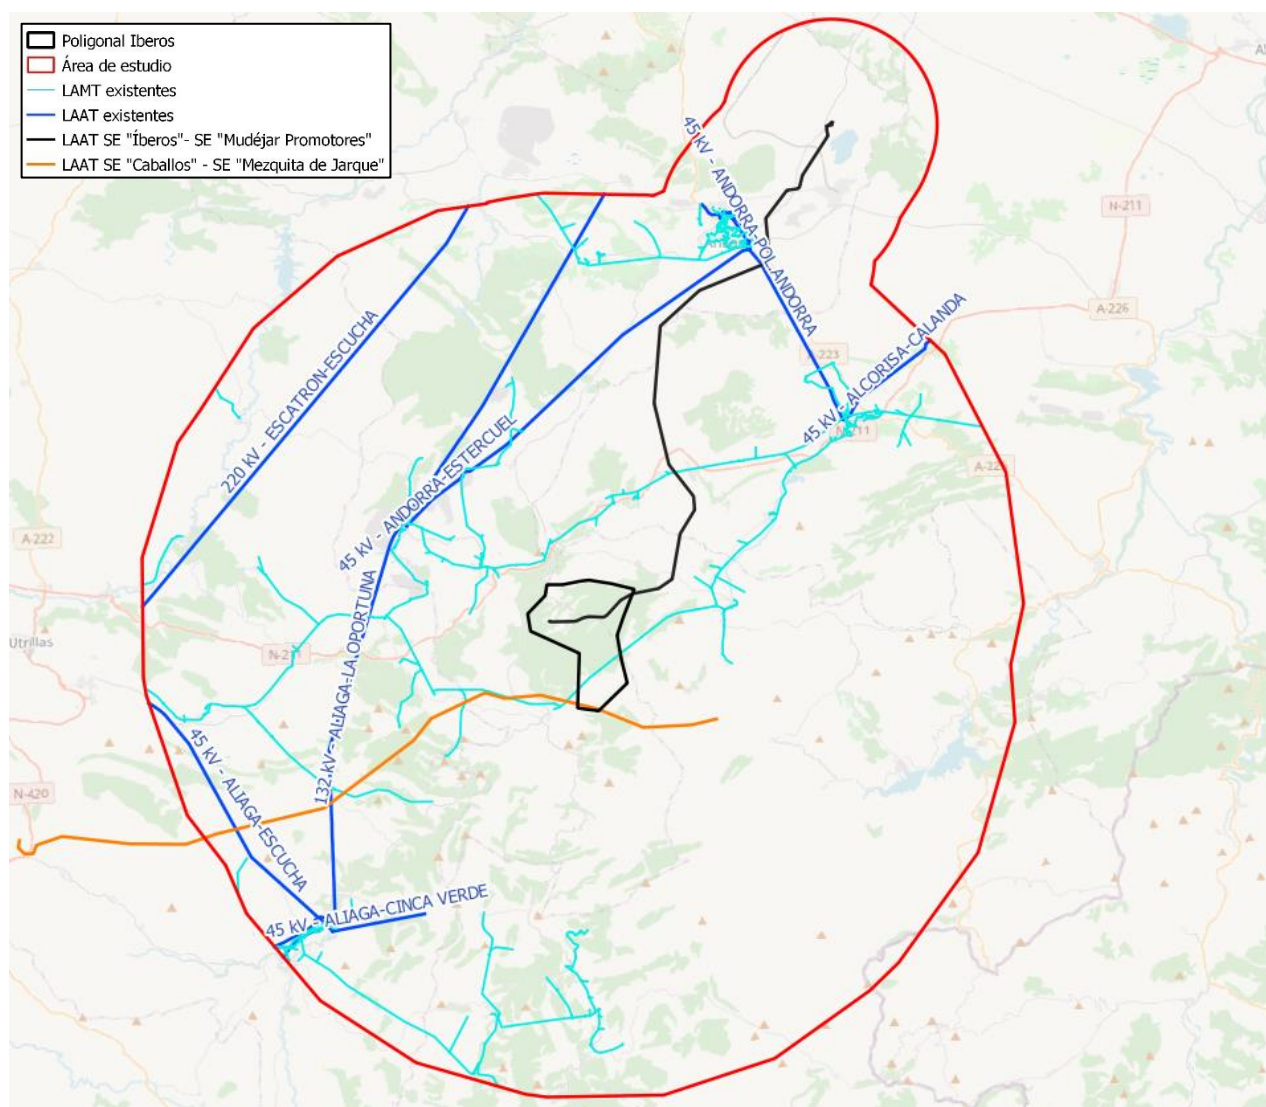 Poligonal Iberos
Área de estudio
LAMT existentes
LAAT existentes
LAAT SE "Íberos"- SE "Mudéjar Promotores"
LAAT SE "Caballos" - SE "Mezquita de Jarque"
45 kV - ANDORRA-POL.ANDORRA
N-211
A-226
220 kV - ESCATRON-ESCUCHA
A-223
45 kV - ALCORISA-CALANDA
N-211
45 kV - ANDORRA-ESTERCUEL
A-222
132 kV - ALIAGA-LA OPORTUNA
Utrillas
45 kV - ALIAGA-ESCUCHA
N-420
45 kV - ALIAGA-CINCA VERDE